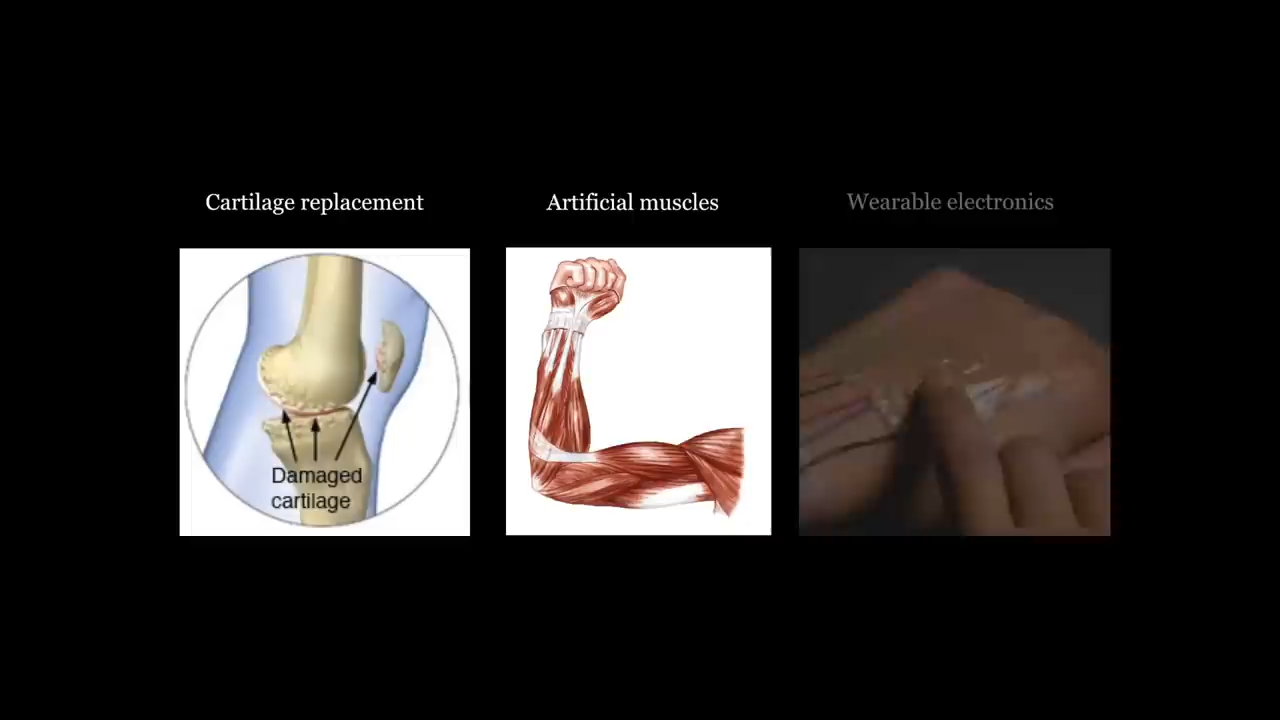 Cartilage replacement
Artificial muscles
Wearable electronics
Damaged
cartilage